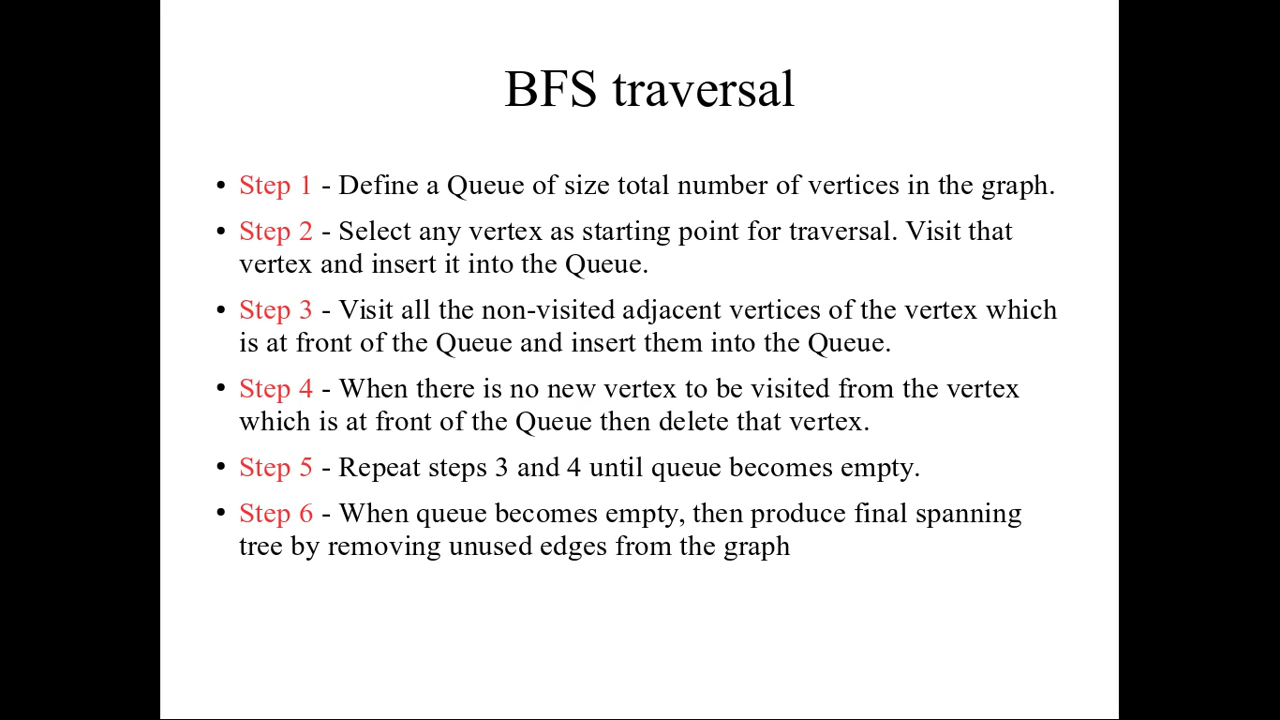 BFS traversal
• Step 1 - Define a Queue of size total number of vertices in the graph.
• Step 2 - Select any vertex as starting point for traversal. Visit that
vertex and insert it into the Queue.
• Step 3 - Visit all the non-visited adjacent vertices of the vertex which
is at front of the Queue and insert them into the Queue.
• Step 4 - When there is no new vertex to be visited from the vertex
which is at front of the Queue then delete that vertex.
• Step 5 - Repeat steps 3 and 4 until queue becomes empty.
• Step 6 - When queue becomes empty, then produce final spanning
tree by removing unused edges from the graph